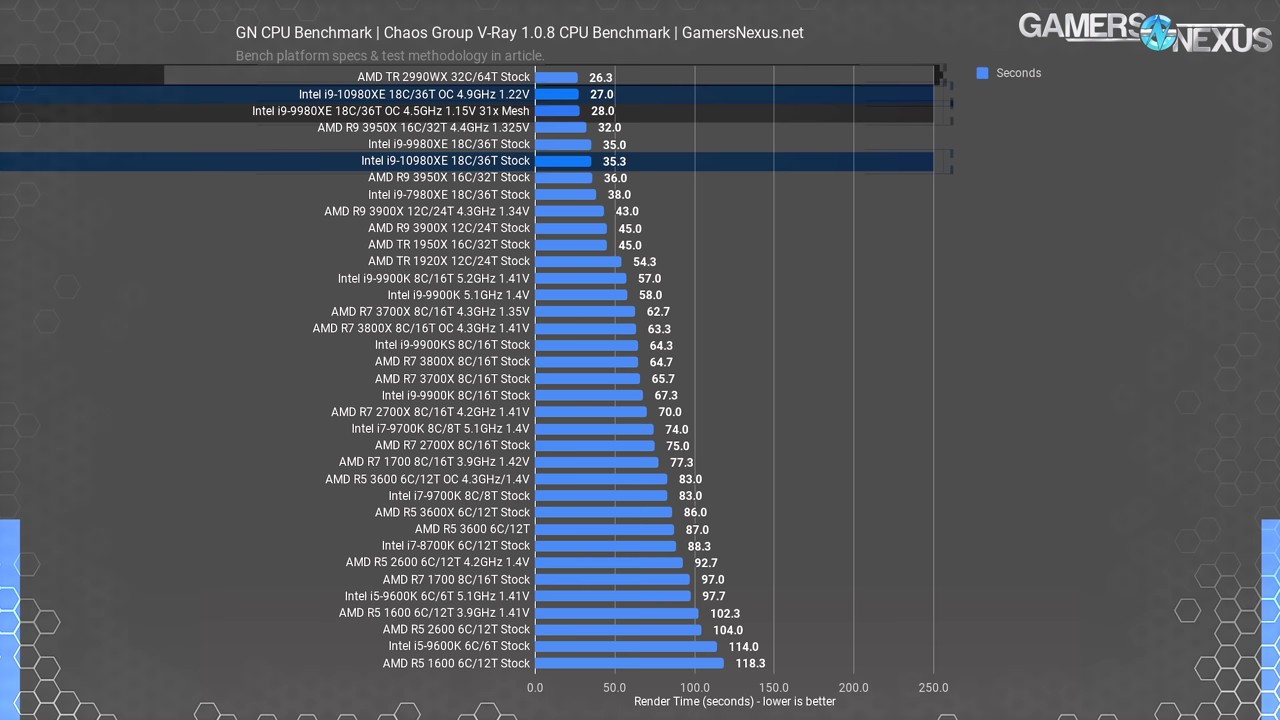 GN CPU Benchmark | Chaos Group V-Ray 1.0.8 CPU Benchmark | GamersNexus.net
GAMERS NEXUS
Bench platform specs & test methodology in article.
Seconds
AMD TR 2990WX 32C/64T Stock 26.3
Intel i9-10980XE 18C/36T OC 4.9GHz 1.22V 27.0
Intel i9-9980XE 18C/36T OC 4.5GHz 1.15V 31x Mesh 28.0
AMD R9 3950X 16C/32T 4.4GHz 1.325V 32.0
Intel i9-9980XE 18C/36T Stock 35.0
Intel i9-10980XE 18C/36T Stock 35.3
AMD R9 3950X 16C/32T Stock 36.0
Intel i9-7980XE 18C/36T Stock 38.0
AMD R9 3900X 12C/24T 4.3GHz 1.34V 43.0
AMD R9 3900X 12C/24T Stock 45.0
AMD TR 1950X 16C/32T Stock 45.0
AMD TR 1920X 12C/24T Stock 54.3
Intel i9-9900K 8C/16T 5.2GHz 1.41V 57.0
Intel i9-9900K 5.1GHz 1.4V 58.0
AMD R7 3700X 8C/16T 4.3GHz 1.35V 62.7
AMD R7 3800X 8C/16T OC 4.3GHz 1.41V 63.3
Intel i9-9900KS 8C/16T Stock 64.3
AMD R7 3800X 8C/16T Stock 64.7
AMD R7 3700X 8C/16T Stock 65.7
Intel i9-9900K 8C/16T Stock 67.3
AMD R7 2700X 8C/16T 4.2GHz 1.41V 70.0
Intel i7-9700K 8C/8T 5.1GHz 1.4V 74.0
AMD R7 2700X 8C/16T Stock 75.0
AMD R7 1700 8C/16T 3.9GHz 1.42V 77.3
AMD R5 3600 6C/12T OC 4.3GHz/1.4V 83.0
Intel i7-9700K 8C/8T Stock 83.0
AMD R5 3600X 6C/12T Stock 86.0
AMD R5 3600 6C/12T 87.0
Intel i7-8700K 6C/12T Stock 88.3
AMD R5 2600 6C/12T 4.2GHz 1.4V 92.7
AMD R7 1700 8C/16T Stock 97.0
Intel i5-9600K 6C/6T 5.1GHz 1.41V 97.7
AMD R5 1600 6C/12T 3.9GHz 1.41V 102.3
AMD R5 2600 6C/12T Stock 104.0
Intel i5-9600K 6C/6T Stock 114.0
AMD R5 1600 6C/12T Stock 118.3
0.0 50.0 100.0 150.0 200.0 250.0
Render Time (seconds) - lower is better